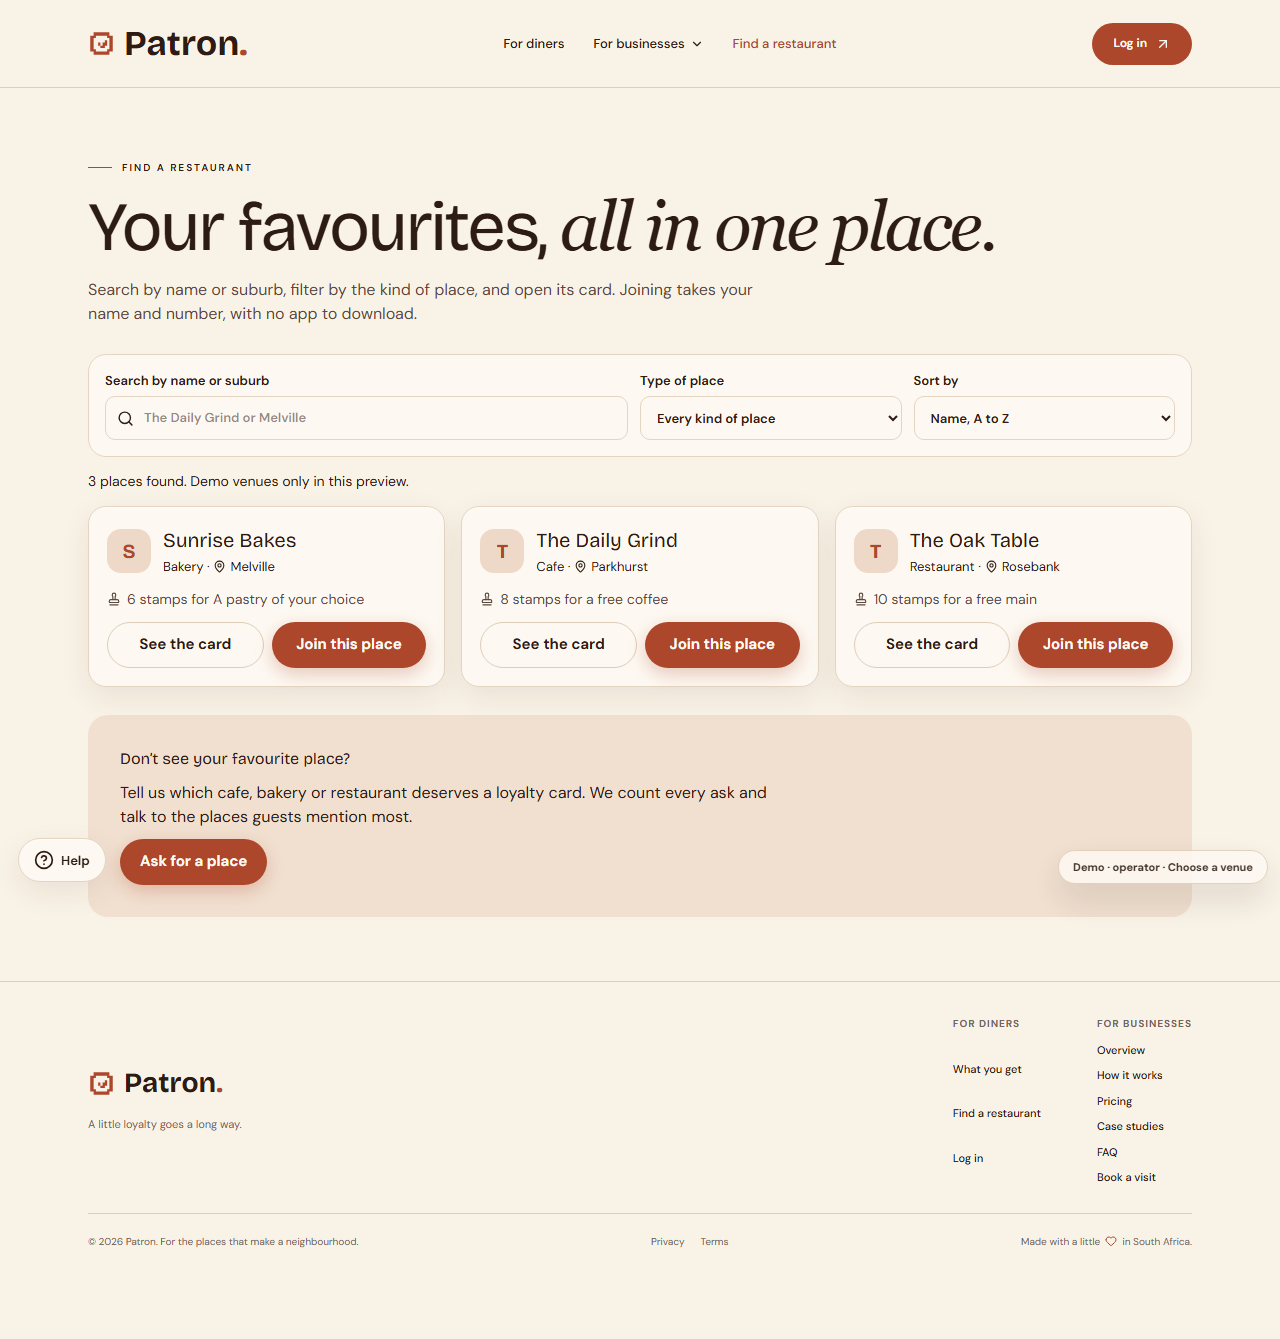 Patron.
For diners
For businesses
Find a restaurant
Log in
FIND A RESTAURANT
Your favourites, all in one place.
Search by name or suburb, filter by the kind of place, and open its card. Joining takes your
name and number, with no app to download.
Search by name or suburb
Type of place
Sort by
The Daily Grind or Melville
Every kind of place
Name, A to Z
3 places found. Demo venues only in this preview.
S
Sunrise Bakes
Bakery · Melville
6 stamps for A pastry of your choice
See the card
Join this place
T
The Daily Grind
Cafe · Parkhurst
8 stamps for a free coffee
See the card
Join this place
T
The Oak Table
Restaurant · Rosebank
10 stamps for a free main
See the card
Join this place
Don't see your favourite place?
Tell us which cafe, bakery or restaurant deserves a loyalty card. We count every ask and
talk to the places guests mention most.
Ask for a place
Help
Demo · operator · Choose a venue
Patron.
A little loyalty goes a long way.
FOR DINERS
What you get
Find a restaurant
Log in
FOR BUSINESSES
Overview
How it works
Pricing
Case studies
FAQ
Book a visit
© 2026 Patron. For the places that make a neighbourhood.
Privacy
Terms
Made with a little in South Africa.